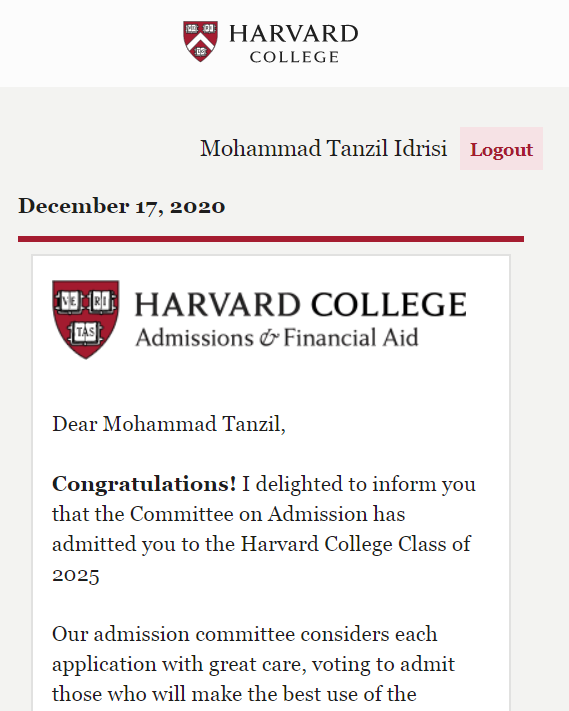 HARVARD
COLLEGE
Mohammad Tanzil Idrisi Logout
December 17, 2020
VE RI
TAS
HARVARD COLLEGE
Admissions & Financial Aid
Dear Mohammad Tanzil,
Congratulations! I delighted to inform you
that the Committee on Admission has
admitted you to the Harvard College Class of
2025
Our admission committee considers each
application with great care, voting to admit
those who will make the best use of the